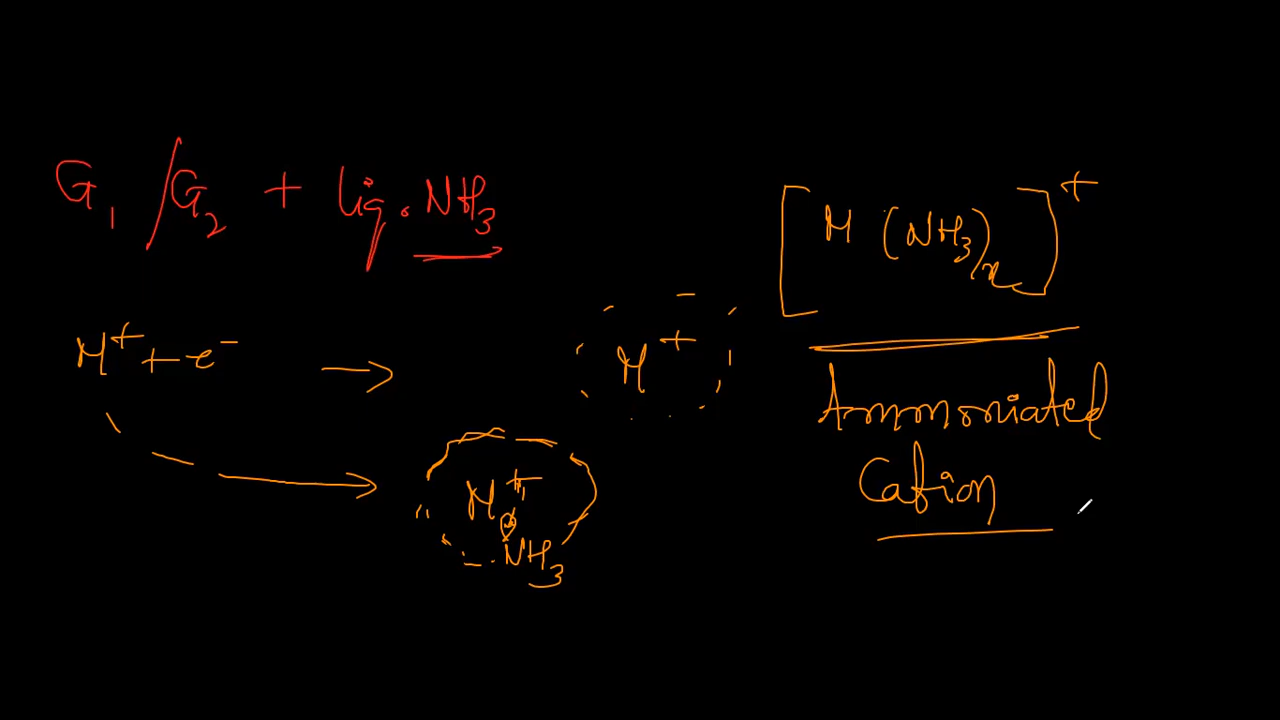 G₁/G₂ + liq. NH₃
M⁺ + e⁻ →
M⁺
M⁺
NH₃
[M(NH₃)ₓ]⁺
Ammoniated
Cation